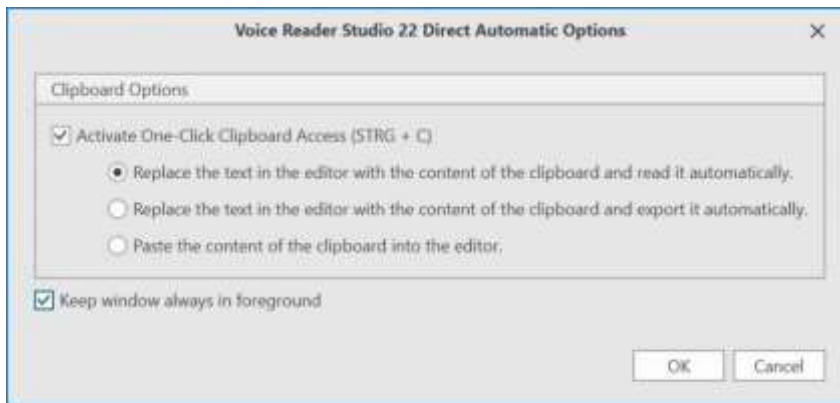 Voice Reader Studio 22 Direct Automatic Options
Clipboard Options
Activate One-Click Clipboard Access (STRG + C)
Replace the text in the editor with the content of the clipboard and read it automatically.
Replace the text in the editor with the content of the clipboard and export it automatically.
Paste the content of the clipboard into the editor.
Keep window always in foreground
OK Cancel